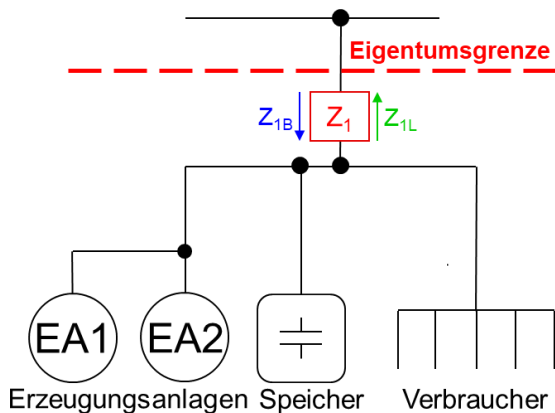 Eigentumsgrenze
Z1B Z1 Z1L
EA1 EA2
Erzeugungsanlagen Speicher Verbraucher